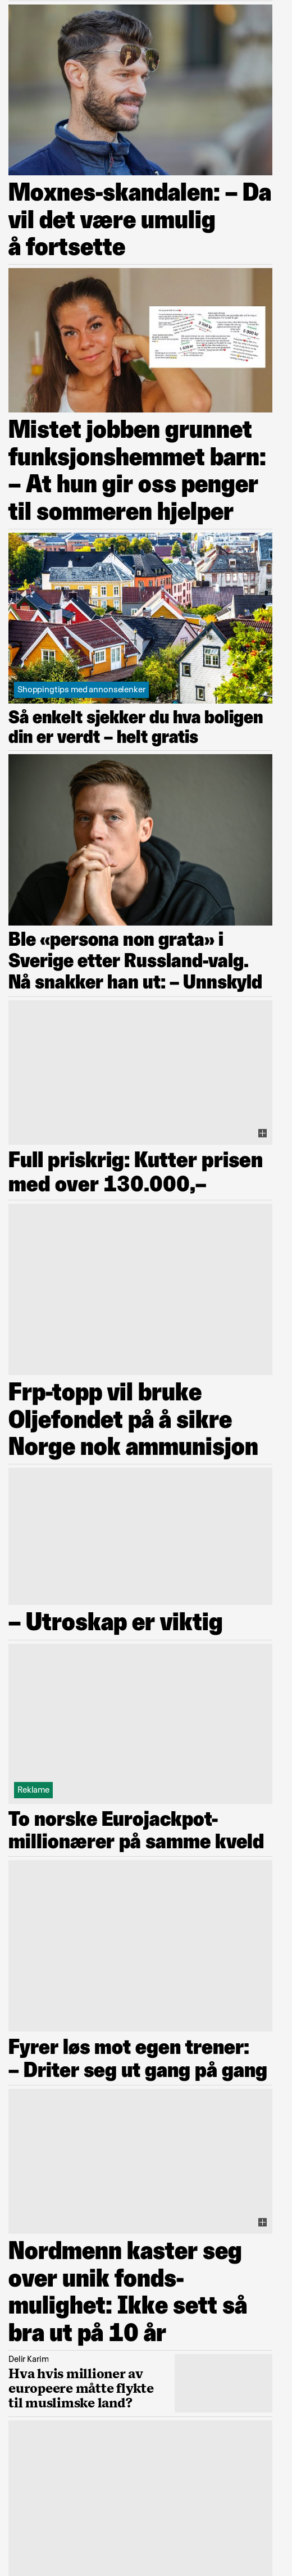 Moxnes-skandalen: – Da
vil det være umulig
å fortsette
Mistet jobben grunnet
funksjonshemmet barn:
– At hun gir oss penger
til sommeren hjelper
Shoppingtips med annonselenker
Så enkelt sjekker du hva boligen
din er verdt – helt gratis
Ble «persona non grata» i
Sverige etter Russland-valg.
Nå snakker han ut: – Unnskyld
Full priskrig: Kutter prisen
med over 130.000,–
Frp-topp vil bruke
Oljefondet på å sikre
Norge nok ammunisjon
– Utroskap er viktig
Reklame
To norske Eurojackpot-
millionærer på samme kveld
Fyrer løs mot egen trener:
– Driter seg ut gang på gang
Nordmenn kaster seg
over unik fonds-
mulighet: Ikke sett så
bra ut på 10 år
Delir Karim
Hva hvis millioner av
europeere måtte flykte
til muslimske land?